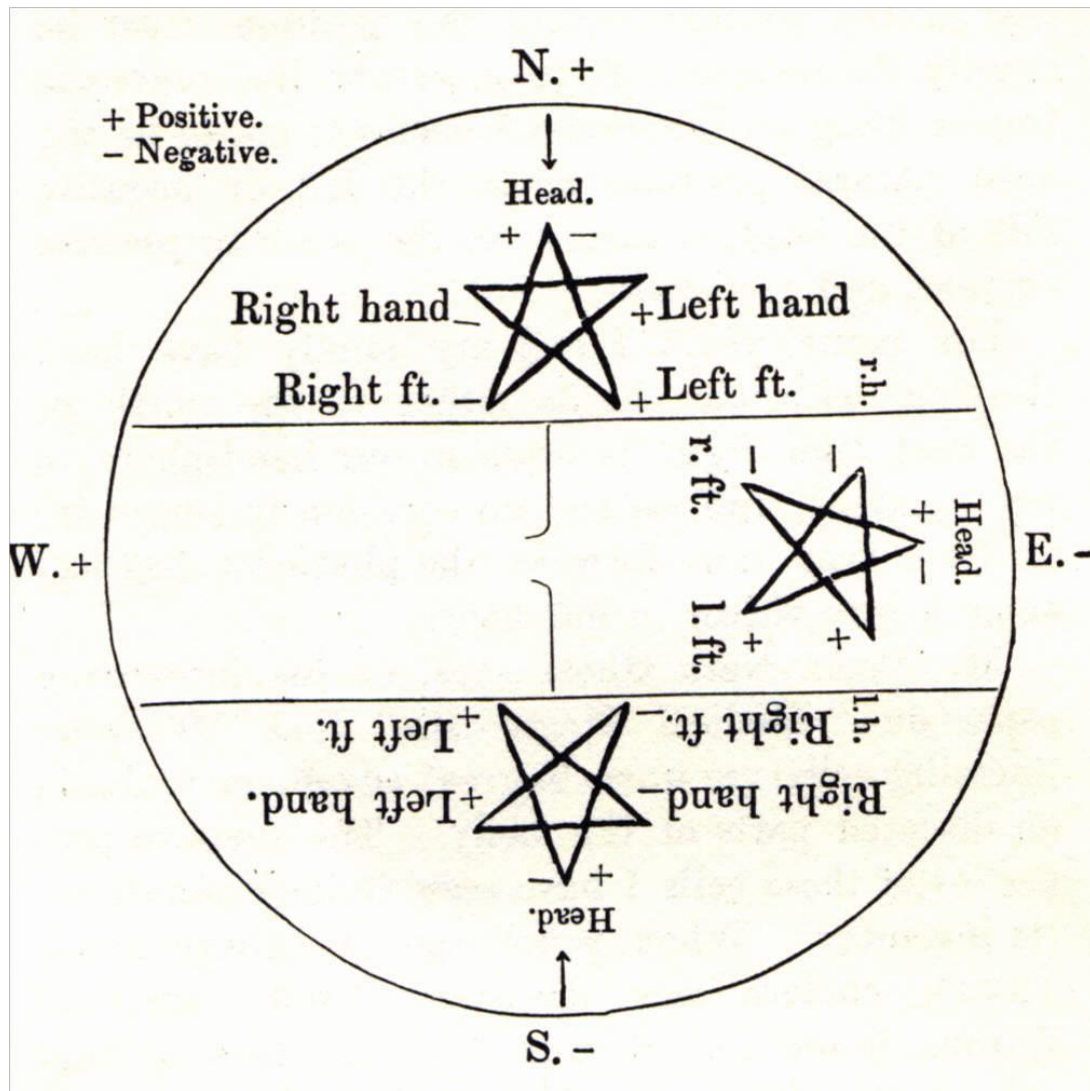 N. +
+ Positive.
− Negative.
Head.
+ −
Right hand −
+ Left hand
Right ft. −
+ Left ft.
r.h.
r. ft.
−
−
+
Head.
−
W. +
E. -
l. ft.
+
+
l.h.
+ Left ft.
− Right ft.
+ Left hand.
− Right hand
− +
Head.
S. -